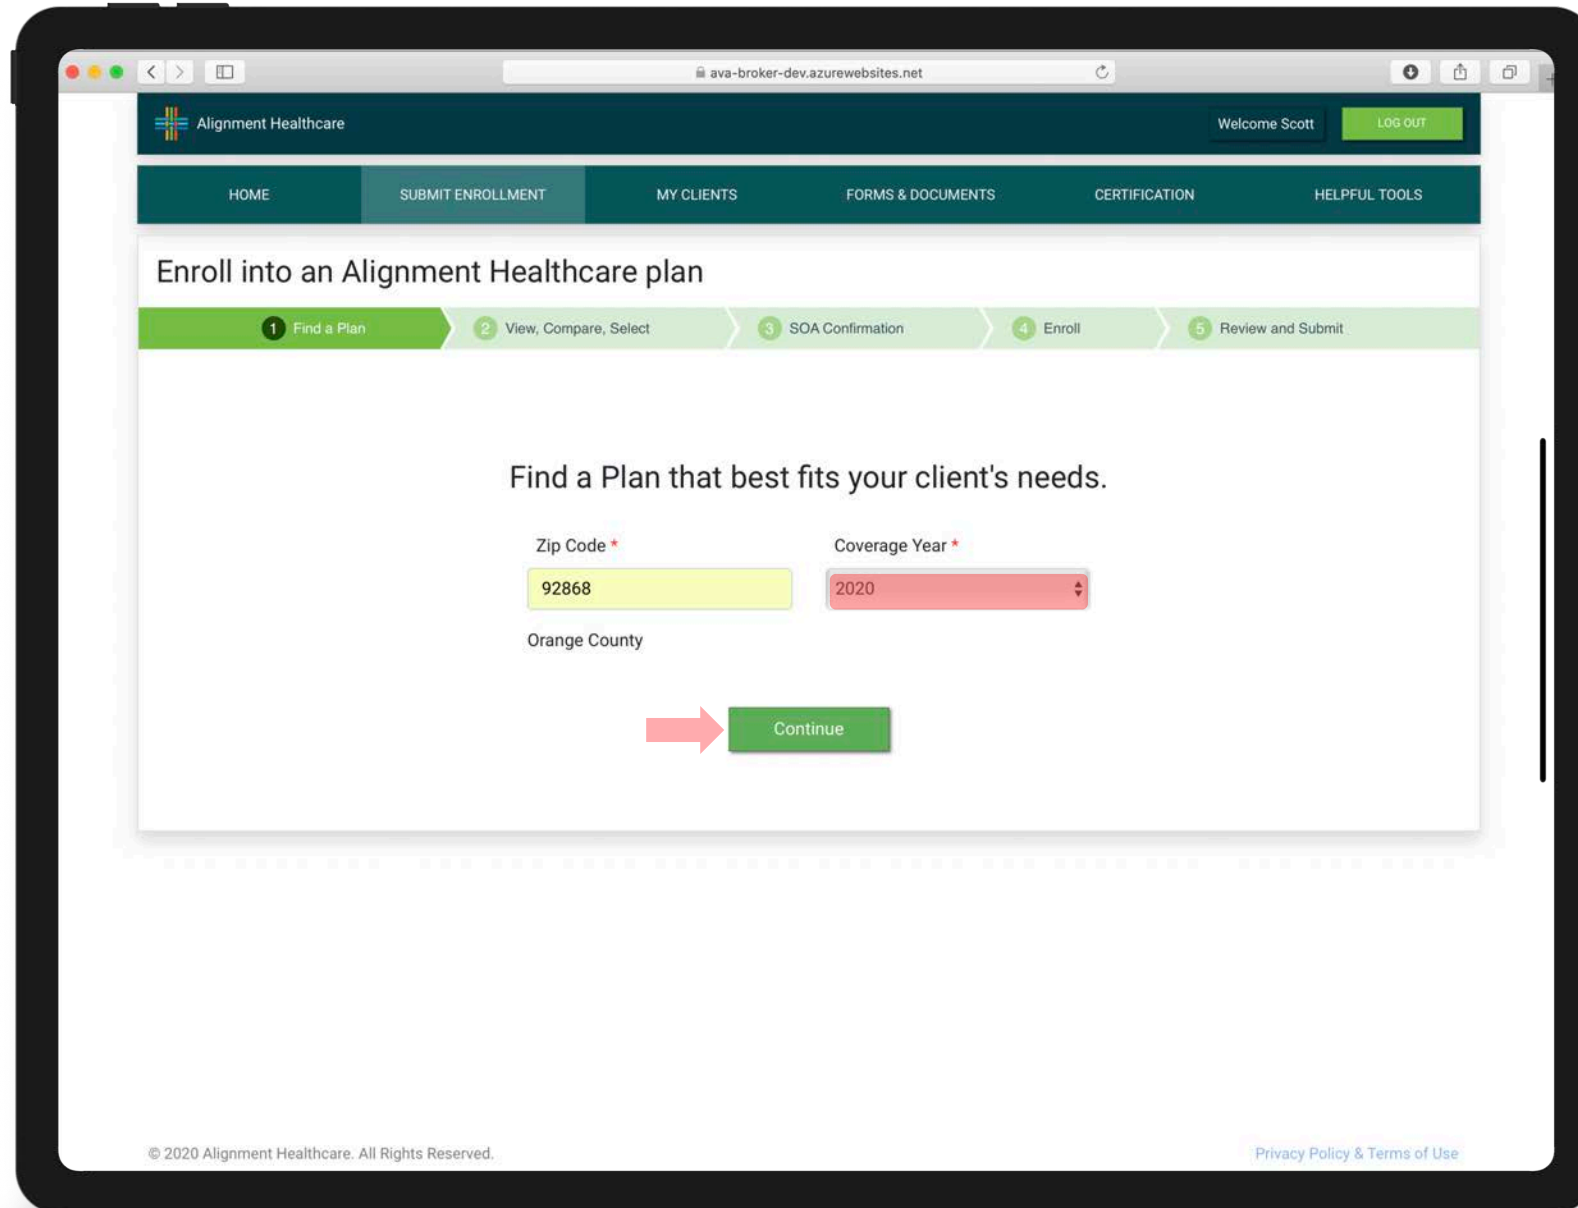 ava-broker-dev.azurewebsites.net
Alignment Healthcare
Welcome Scott
LOG OUT
HOME
SUBMIT ENROLLMENT
MY CLIENTS
FORMS & DOCUMENTS
CERTIFICATION
HELPFUL TOOLS
Enroll into an Alignment Healthcare plan
1 Find a Plan
2 View, Compare, Select
3 SOA Confirmation
4 Enroll
5 Review and Submit
Find a Plan that best fits your client's needs.
Zip Code *
Coverage Year *
92868
2020
Orange County
Continue
© 2020 Alignment Healthcare. All Rights Reserved.
Privacy Policy & Terms of Use